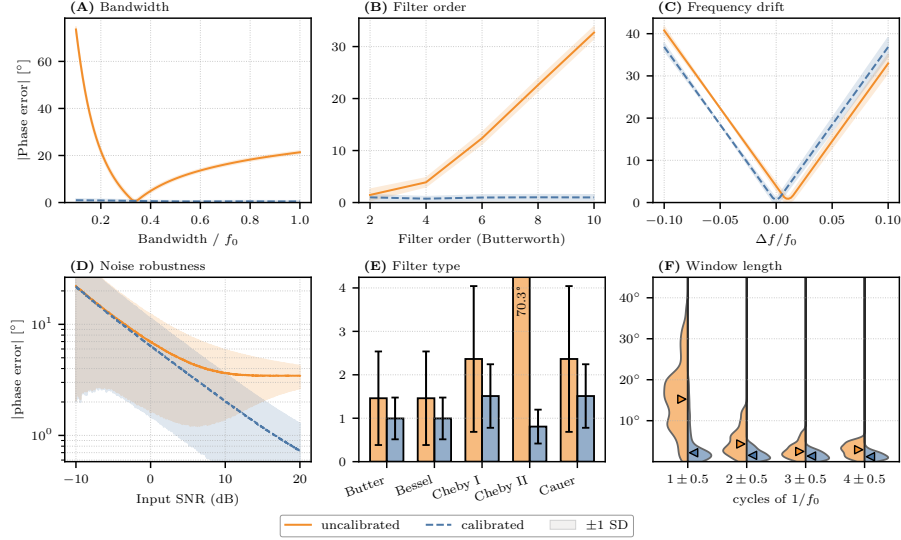 (A) Bandwidth
|Phase error| [°]
60
40
20
0
0.2 0.4 0.6 0.8 1.0
Bandwidth / f₀
(B) Filter order
30
20
10
0
2 4 6 8 10
Filter order (Butterworth)
(C) Frequency drift
40
30
20
10
0
−0.10 −0.05 0.00 0.05 0.10
Δf/f₀
(D) Noise robustness
|phase error| [°]
10¹
10⁰
−10 0 10 20
Input SNR (dB)
(E) Filter type
4
3
2
1
0
70.3°
Butter Bessel Cheby I Cheby II Cauer
(F) Window length
40°
30°
20°
10°
1 ± 0.5 2 ± 0.5 3 ± 0.5 4 ± 0.5
cycles of 1/f₀
uncalibrated calibrated ±1 SD